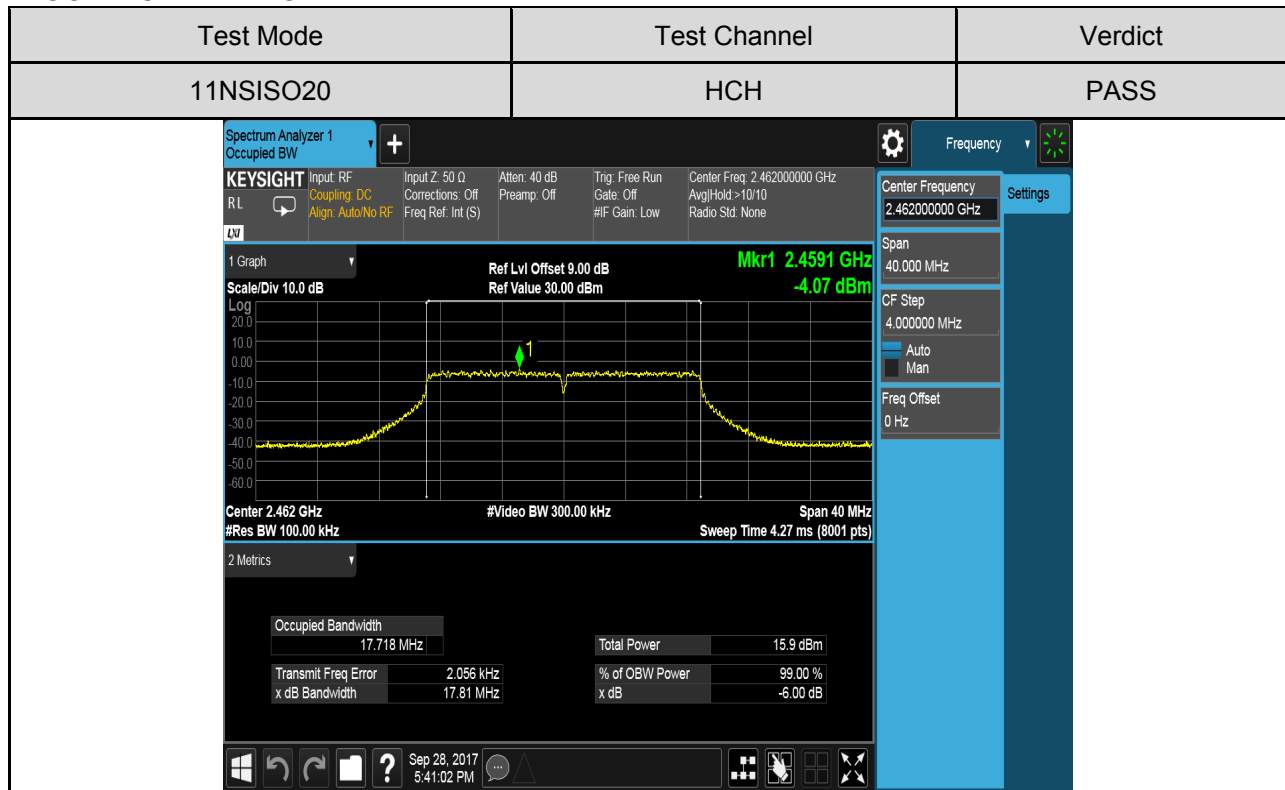 Test Mode Test Channel Verdict
11NSISO20 HCH PASS
Spectrum Analyzer 1
Occupied BW
Frequency
KEYSIGHT Input: RF Input Z: 50 Ω Atten: 40 dB Trig: Free Run Center Freq: 2.462000000 GHz
RL Coupling: DC Corrections: Off Preamp: Off Gate: Off Avg|Hold:>10/10
Align: Auto/No RF Freq Ref: Int (S) #IF Gain: Low Radio Std: None
LXI
Center Frequency
2.462000000 GHz
Settings
Span
40.000 MHz
CF Step
4.000000 MHz
Auto
Man
Freq Offset
0 Hz
1 Graph Ref Lvl Offset 9.00 dB Mkr1 2.4591 GHz
Scale/Div 10.0 dB Ref Value 30.00 dBm -4.07 dBm
Log
20.0
10.0
0.00
-10.0
-20.0
-30.0
-40.0
-50.0
-60.0
1
Center 2.462 GHz #Video BW 300.00 kHz Span 40 MHz
#Res BW 100.00 kHz Sweep Time 4.27 ms (8001 pts)
2 Metrics
Occupied Bandwidth
17.718 MHz Total Power 15.9 dBm
Transmit Freq Error 2.056 kHz % of OBW Power 99.00 %
x dB Bandwidth 17.81 MHz x dB -6.00 dB
? Sep 28, 2017
5:41:02 PM